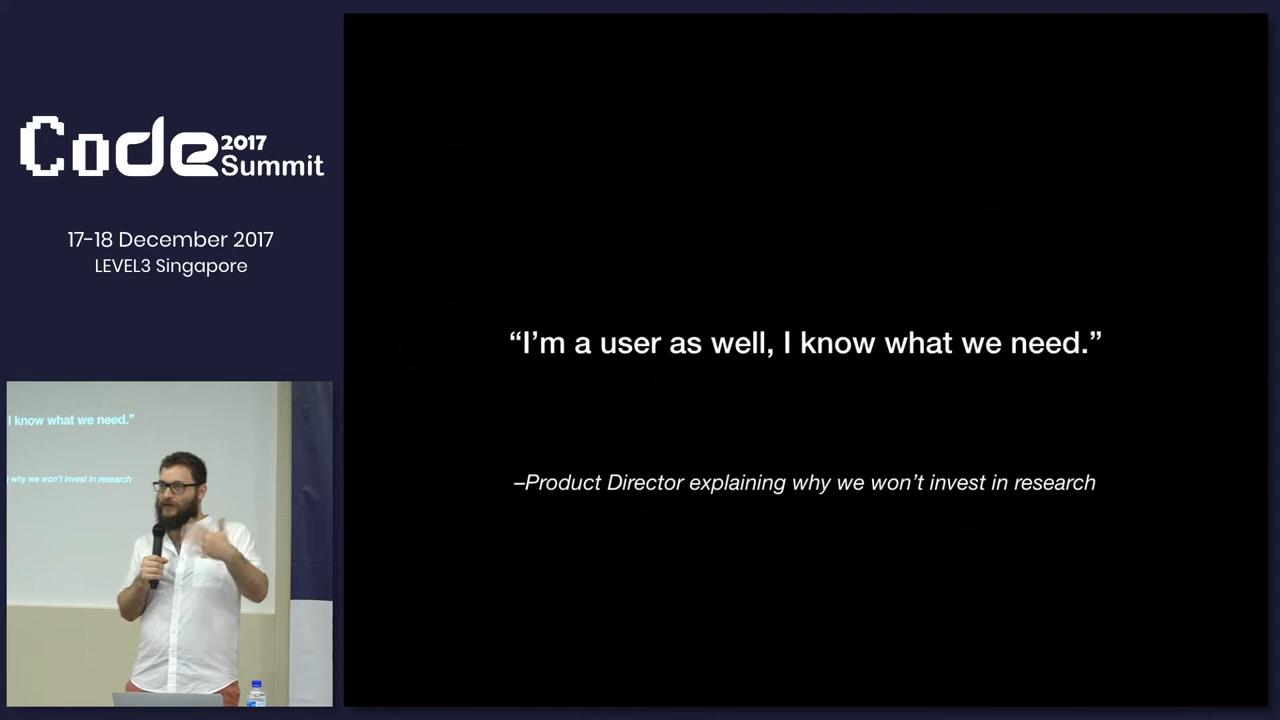 Code 2017 Summit
17-18 December 2017
LEVEL3 Singapore
“I’m a user as well, I know what we need.”
–Product Director explaining why we won’t invest in research
I know what we need.”
why we won’t invest in research